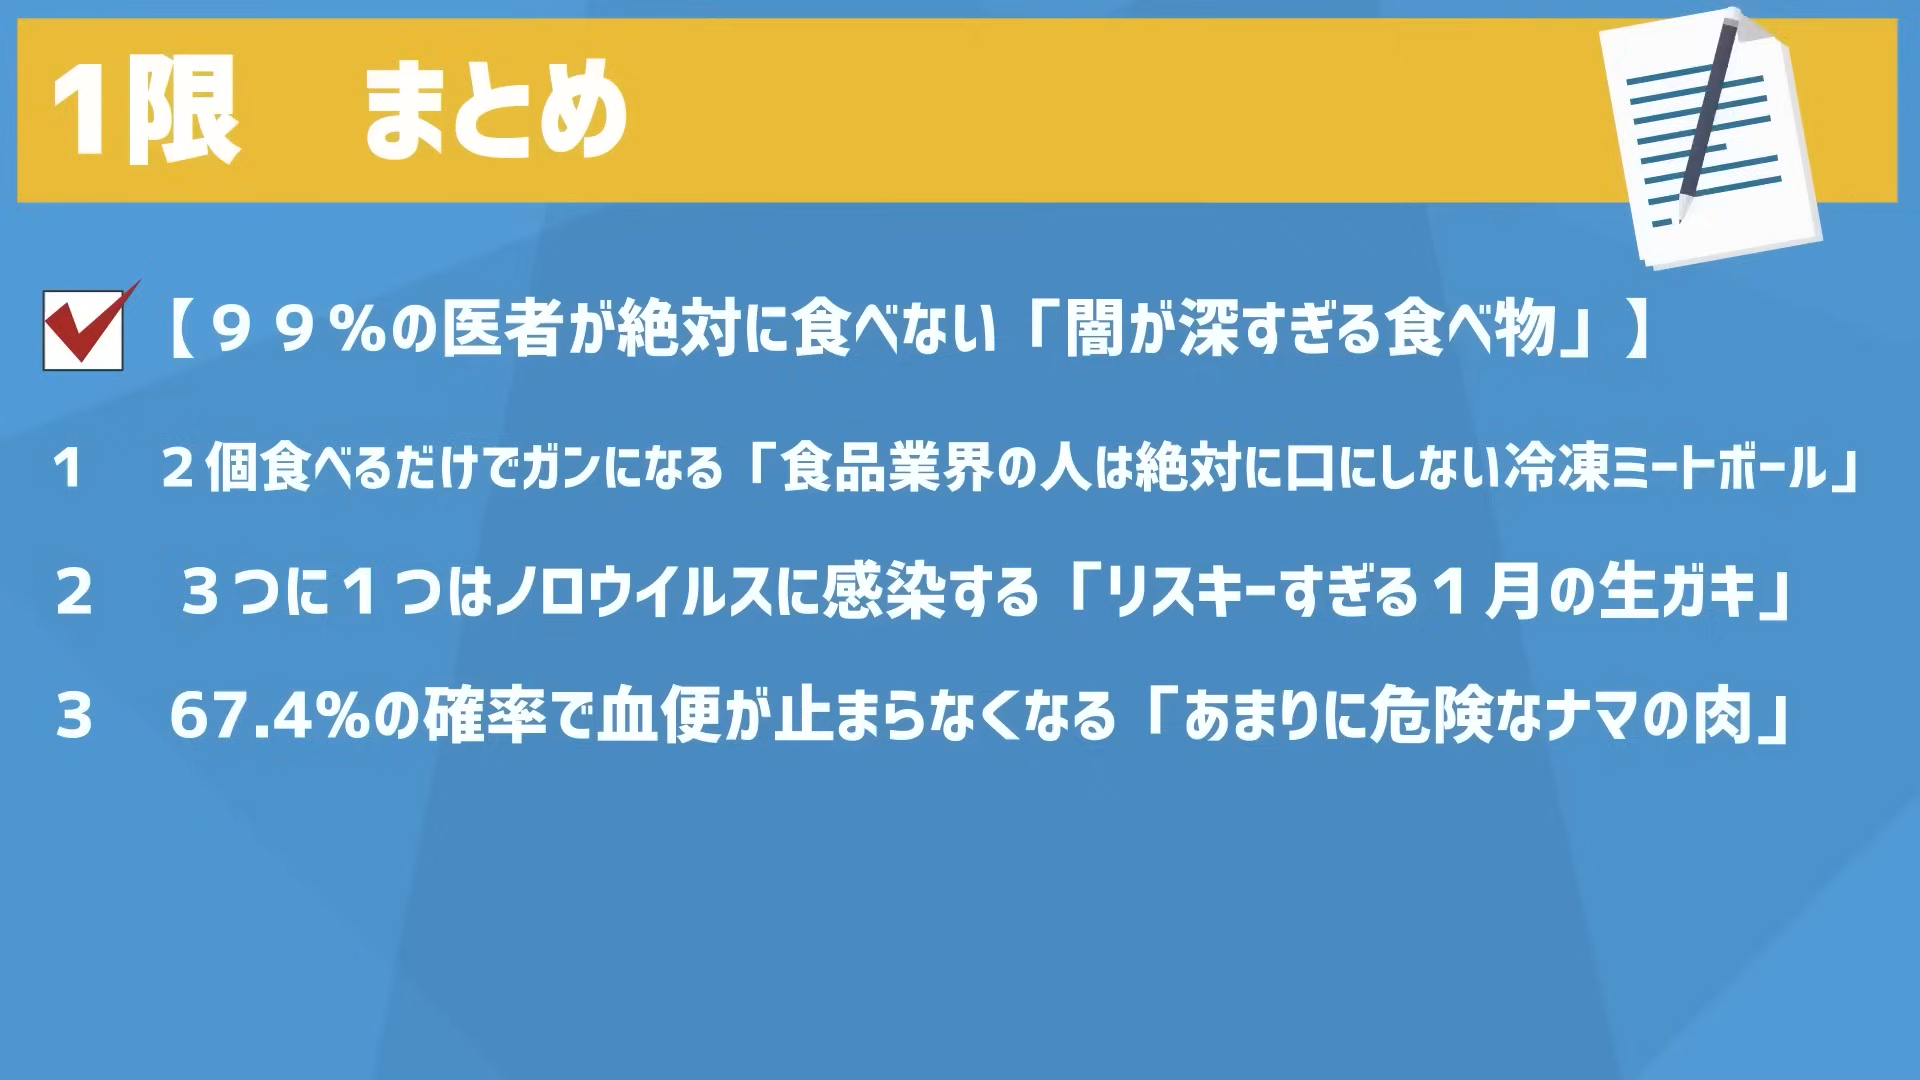 1限　まとめ
【９９％の医者が絶対に食べない「闇が深すぎる食べ物」】
1　２個食べるだけでガンになる「食品業界の人は絶対に口にしない冷凍ミートボール」
2　３つに１つはノロウイルスに感染する「リスキーすぎる１月の生ガキ」
3　67.4%の確率で血便が止まらなくなる「あまりに危険なナマの肉」